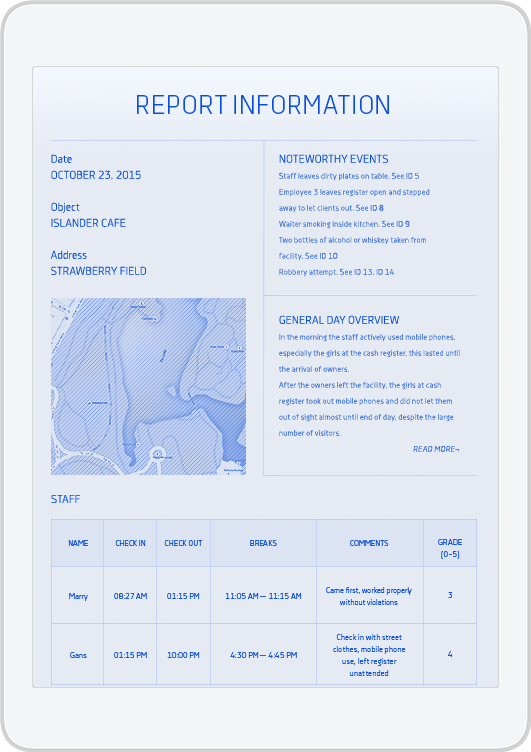 REPORT INFORMATION
Date
OCTOBER 23, 2015
Object
ISLANDER CAFE
Address
STRAWBERRY FIELD
NOTEWORTHY EVENTS
Staff leaves dirty plates on table. See ID 5
Employee 3 leaves register open and stepped
away to let clients out. See ID 8
Waiter smoking inside kitchen. See ID 9
Two bottles of alcohol or whiskey taken from
facility. See ID 10
Robbery attempt. See ID 13, ID 14
GENERAL DAY OVERVIEW
In the morning the staff actively used mobile phones,
especially the girls at the cash register, this lasted until
the arrival of owners.
After the owners left the facility, the girls at cash
register took out mobile phones and did not let them
out of sight almost until end of day, despite the large
number of visitors.
READ MORE¬
STAFF
NAME
CHECK IN
CHECK OUT
BREAKS
COMMENTS
GRADE
(0–5)
Marry
08:27 AM
01:15 PM
11:05 AM — 11:15 AM
Came first, worked properly
without violations
3
Gans
01:15 PM
10:00 PM
4:30 PM — 4:45 PM
Check in with street
clothes, mobile phone
use, left register
unattended
4